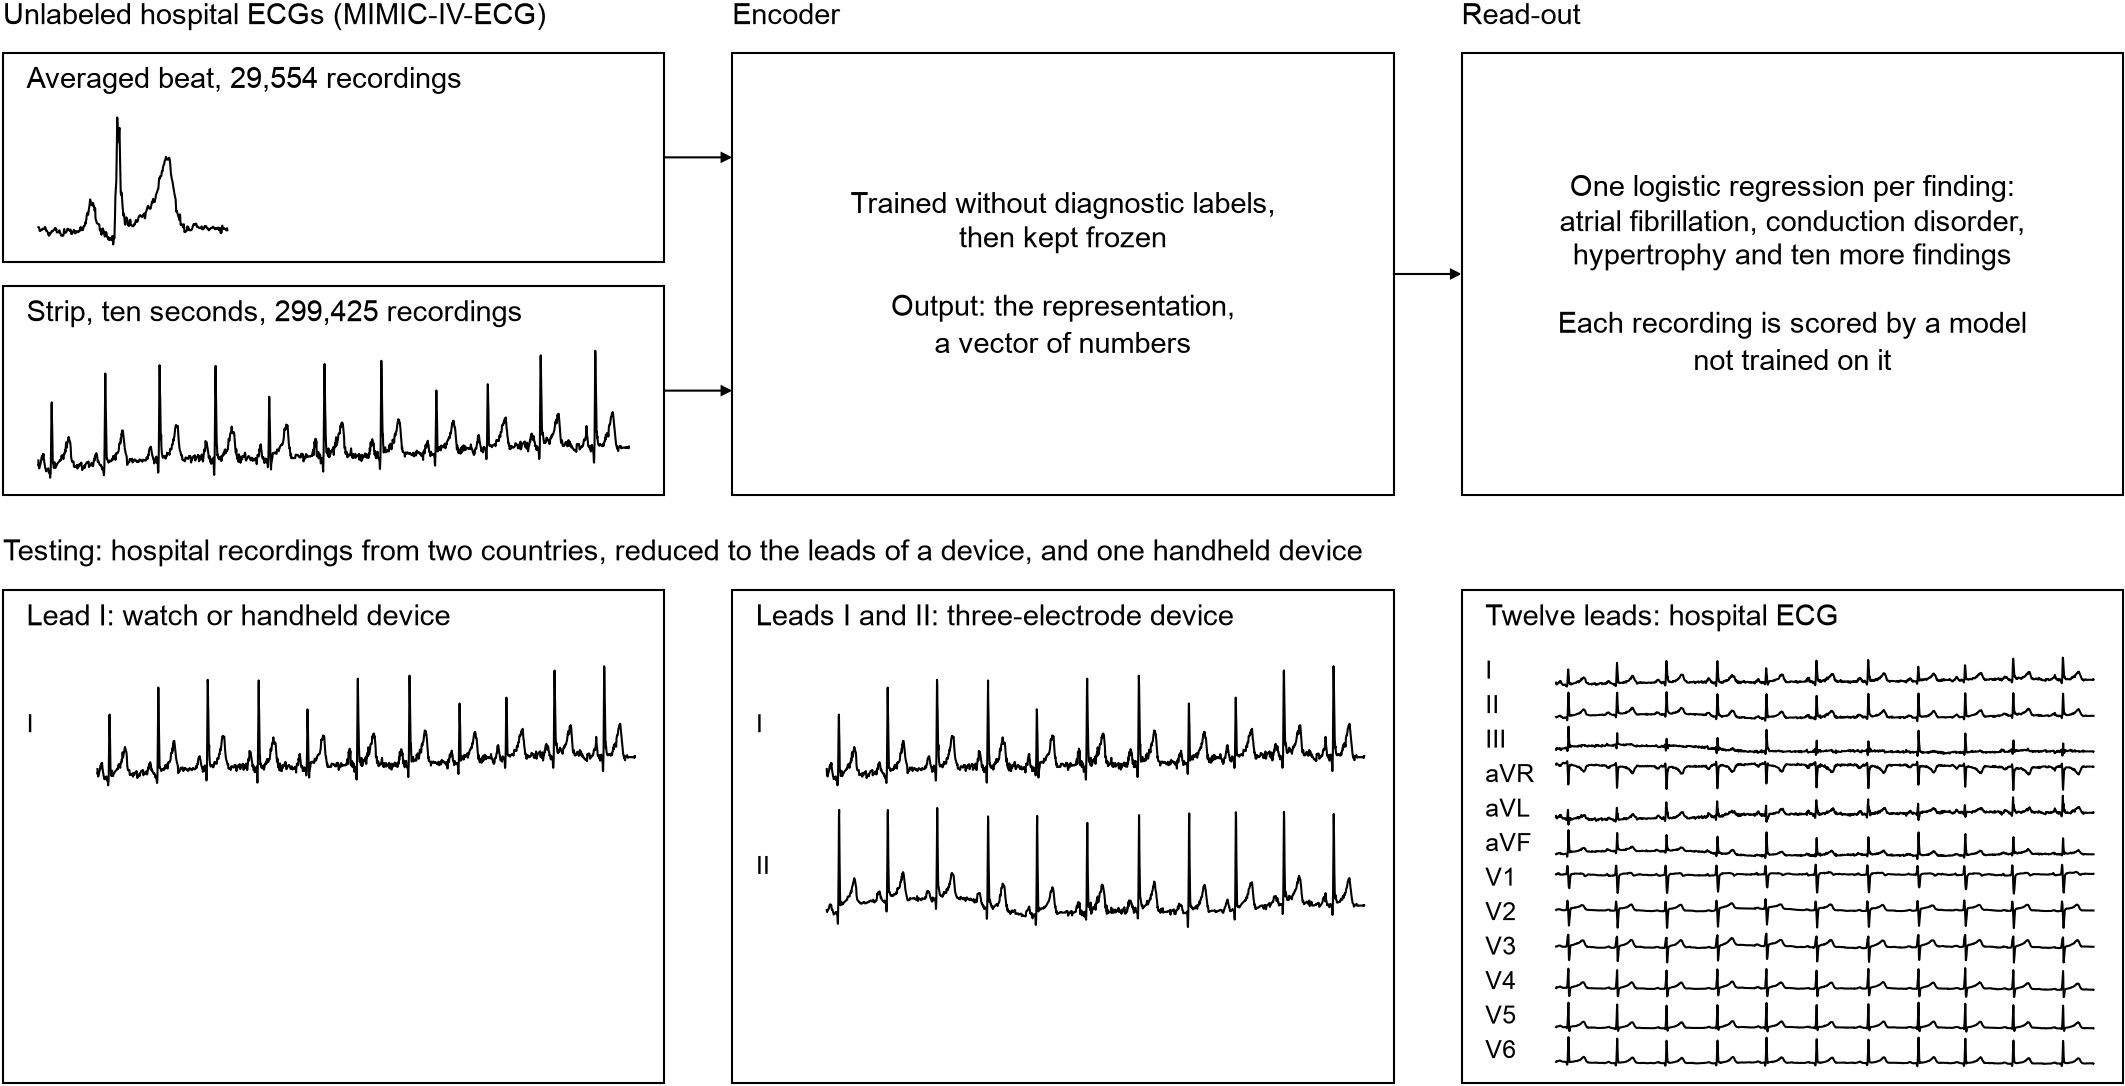 Unlabeled hospital ECGs (MIMIC-IV-ECG)
Averaged beat, 29,554 recordings
Strip, ten seconds, 299,425 recordings
Encoder
Trained without diagnostic labels,
then kept frozen
Output: the representation,
a vector of numbers
Read-out
One logistic regression per finding:
atrial fibrillation, conduction disorder,
hypertrophy and ten more findings
Each recording is scored by a model
not trained on it
Testing: hospital recordings from two countries, reduced to the leads of a device, and one handheld device
Lead I: watch or handheld device
I
Leads I and II: three-electrode device
I
II
Twelve leads: hospital ECG
I
II
III
aVR
aVL
aVF
V1
V2
V3
V4
V5
V6